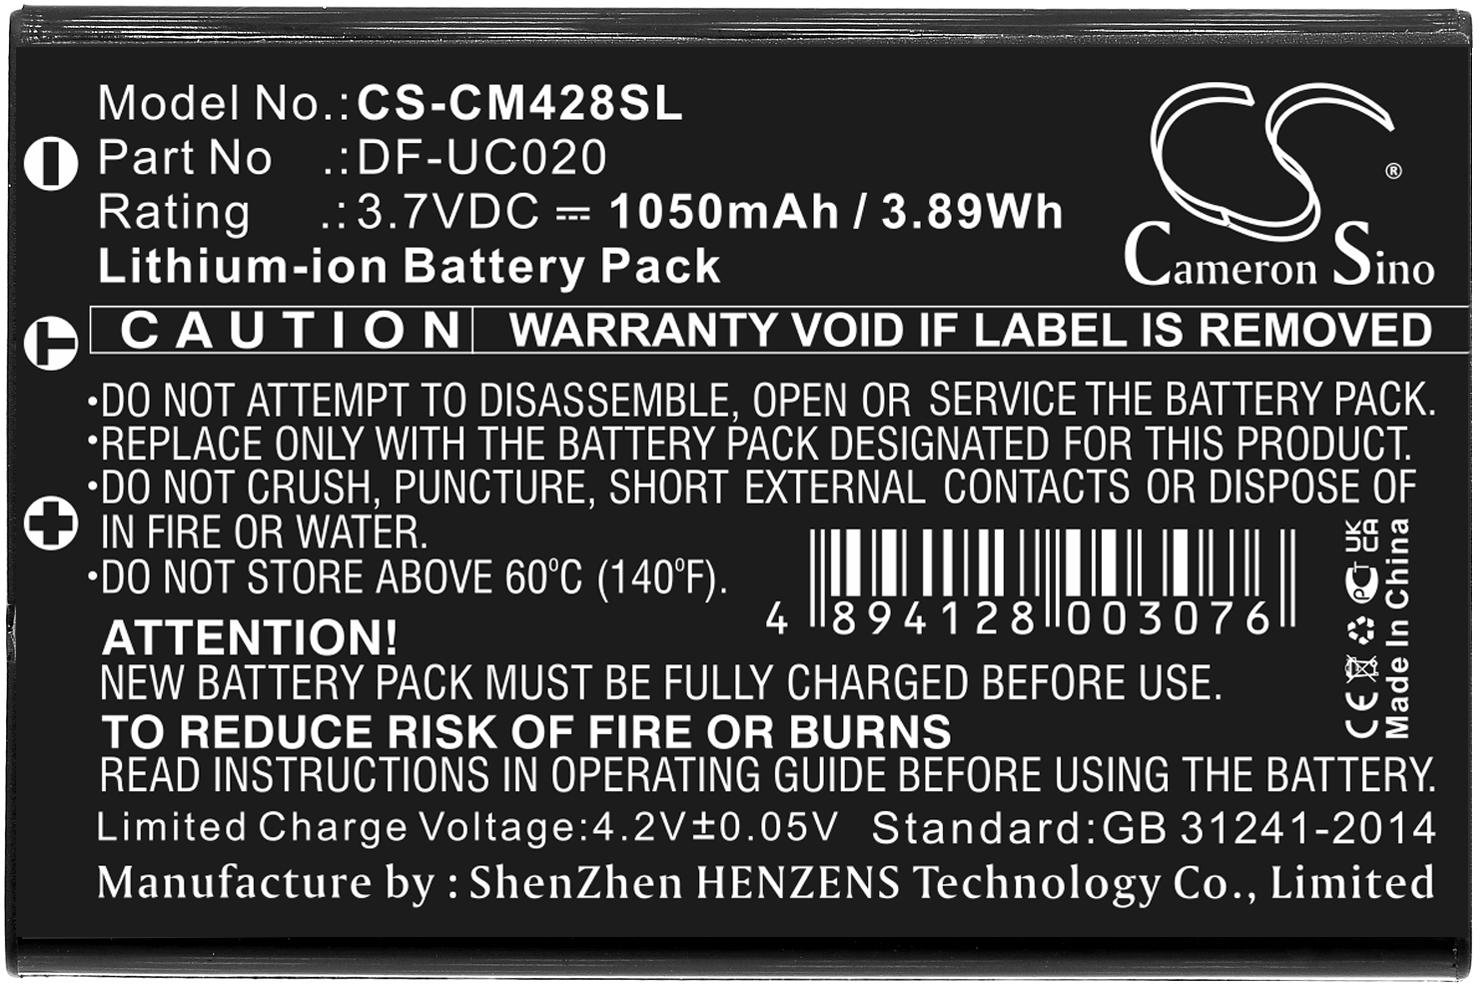 Model No.: CS-CM428SL
Part No .: DF-UC020
Rating .: 3.7VDC ⎓ 1050mAh / 3.89Wh
Lithium-ion Battery Pack
CS ®
Cameron Sino
CAUTION WARRANTY VOID IF LABEL IS REMOVED
•DO NOT ATTEMPT TO DISASSEMBLE, OPEN OR SERVICE THE BATTERY PACK.
•REPLACE ONLY WITH THE BATTERY PACK DESIGNATED FOR THIS PRODUCT.
•DO NOT CRUSH, PUNCTURE, SHORT EXTERNAL CONTACTS OR DISPOSE OF
IN FIRE OR WATER.
•DO NOT STORE ABOVE 60ºC (140ºF).
4 894128 003076
CE PCT UKCA
Made In China
ATTENTION!
NEW BATTERY PACK MUST BE FULLY CHARGED BEFORE USE.
TO REDUCE RISK OF FIRE OR BURNS
READ INSTRUCTIONS IN OPERATING GUIDE BEFORE USING THE BATTERY.
Limited Charge Voltage:4.2V±0.05V Standard:GB 31241-2014
Manufacture by : ShenZhen HENZENS Technology Co., Limited